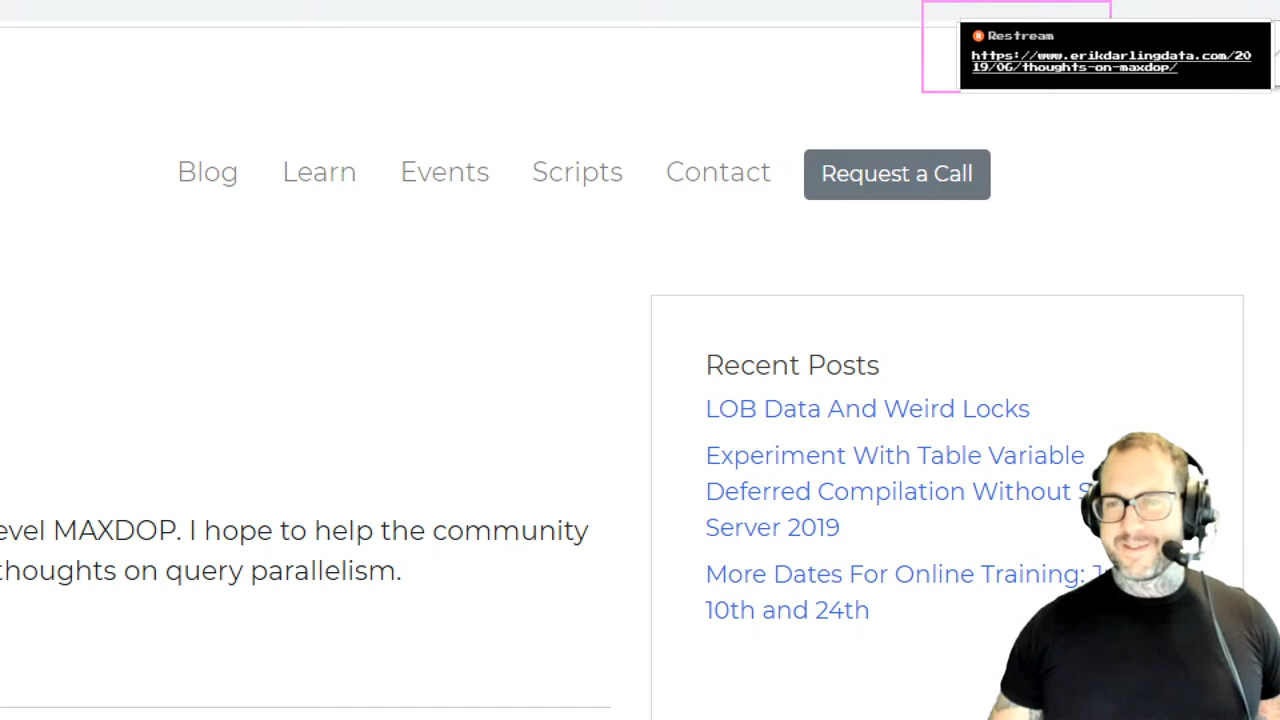 Restream
https://www.erikdarlingdata.com/20
19/06/thoughts-on-maxdop/
Blog Learn Events Scripts Contact Request a Call
Recent Posts
LOB Data And Weird Locks
Experiment With Table Variable
Deferred Compilation Without
Server 2019
More Dates For Online Training:
10th and 24th
level MAXDOP. I hope to help the community
thoughts on query parallelism.